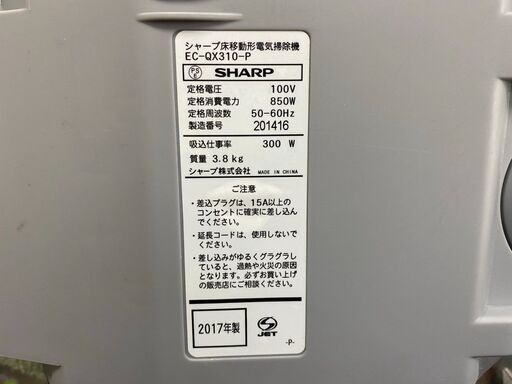 シャープ床移動形電気掃除機
EC-QX310-P
PS E SHARP
定格電圧 100V
定格消費電力 850W
定格周波数 50-60Hz
製造番号 201416
吸込仕事率 300 W
質量 3.8 kg
シャープ株式会社 MADE IN CHINA
ご注意
・差込プラグは、15A以上の
コンセントに確実に差し込ん
でください。
・延長コードは、使用しないで
ください。
・差し込みがゆるくグラグラ
していると、過熱や火災の原因
となります。必ずお買い上げ
の販売店にご相談ください。
2017年製
JET
-P-